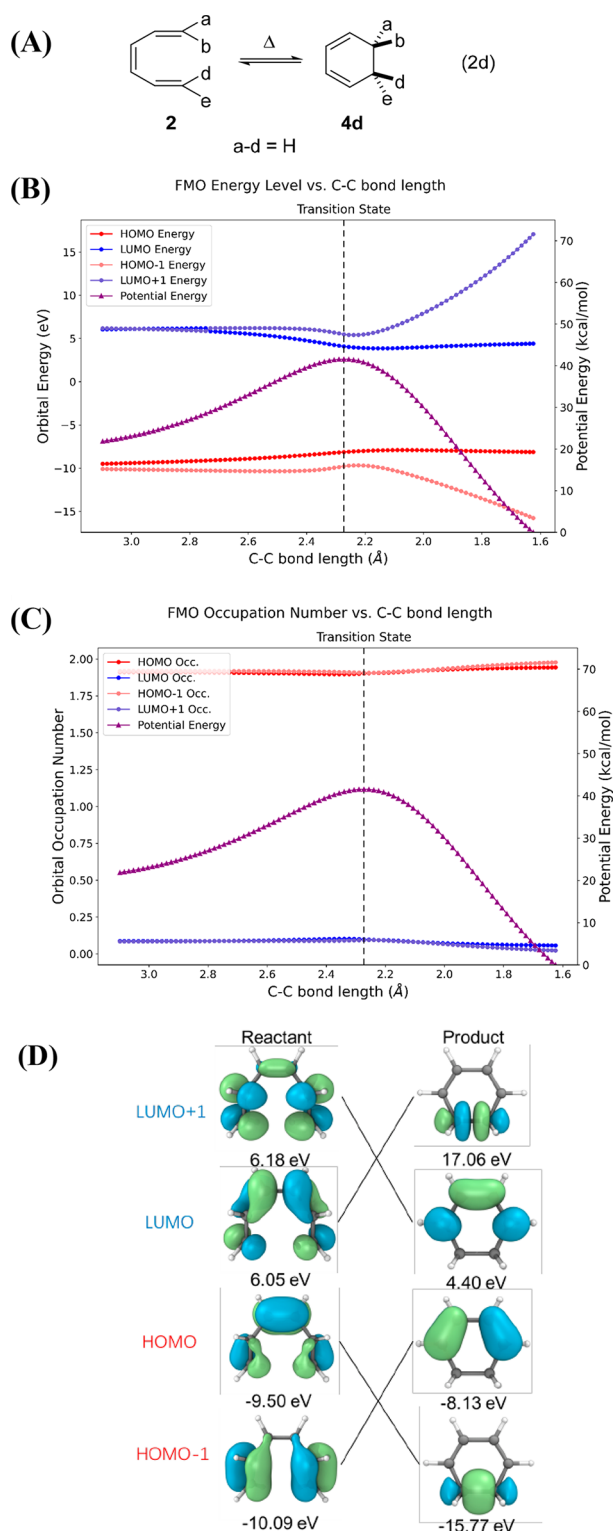 (A)
a
b
d
e
Δ
a
b
d
e
(2d)
2
4d
a-d = H
(B)
FMO Energy Level vs. C-C bond length
Transition State
HOMO Energy
LUMO Energy
HOMO-1 Energy
LUMO+1 Energy
Potential Energy
15
10
5
0
−5
−10
−15
Orbital Energy (eV)
70
60
50
40
30
20
10
0
Potential Energy (kcal/mol)
3.0 2.8 2.6 2.4 2.2 2.0 1.8 1.6
C-C bond length (Å)
(C)
FMO Occupation Number vs. C-C bond length
Transition State
HOMO Occ.
LUMO Occ.
HOMO-1 Occ.
LUMO+1 Occ.
Potential Energy
2.00
1.75
1.50
1.25
1.00
0.75
0.50
0.25
0.00
Orbital Occupation Number
70
60
50
40
30
20
10
0
Potential Energy (kcal/mol)
3.0 2.8 2.6 2.4 2.2 2.0 1.8 1.6
C-C bond length (Å)
(D)
Reactant Product
LUMO+1
6.18 eV 17.06 eV
LUMO
6.05 eV 4.40 eV
HOMO
-9.50 eV -8.13 eV
HOMO-1
-10.09 eV -15.77 eV